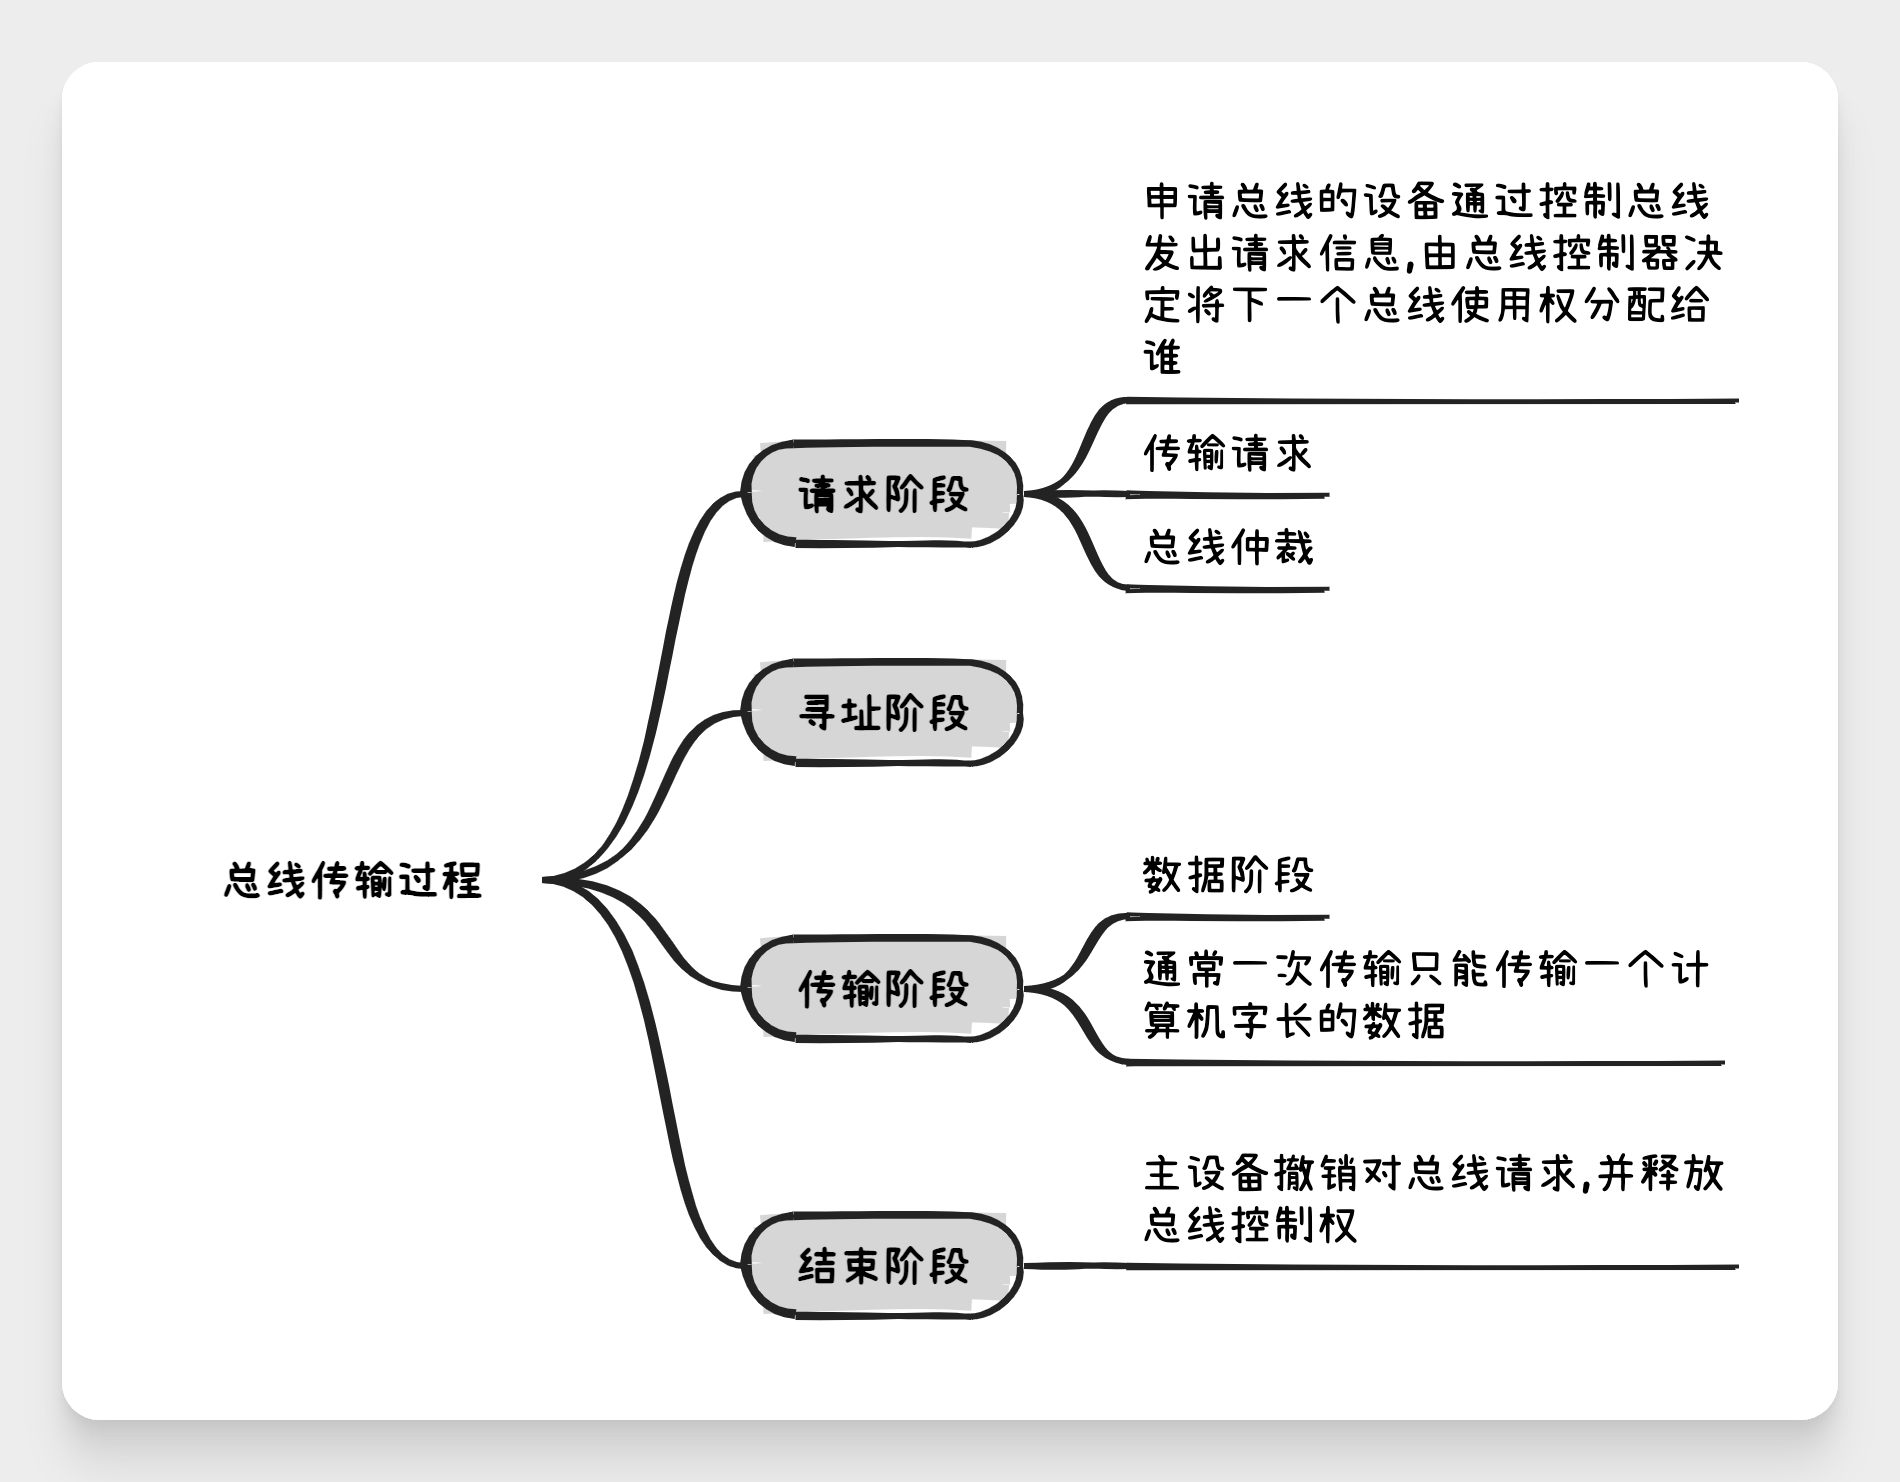 总线传输过程
请求阶段
申请总线的设备通过控制总线
发出请求信息,由总线控制器决
定将下一个总线使用权分配给
谁
传输请求
总线仲裁
寻址阶段
传输阶段
数据阶段
通常一次传输只能传输一个计
算机字长的数据
结束阶段
主设备撤销对总线请求,并释放
总线控制权